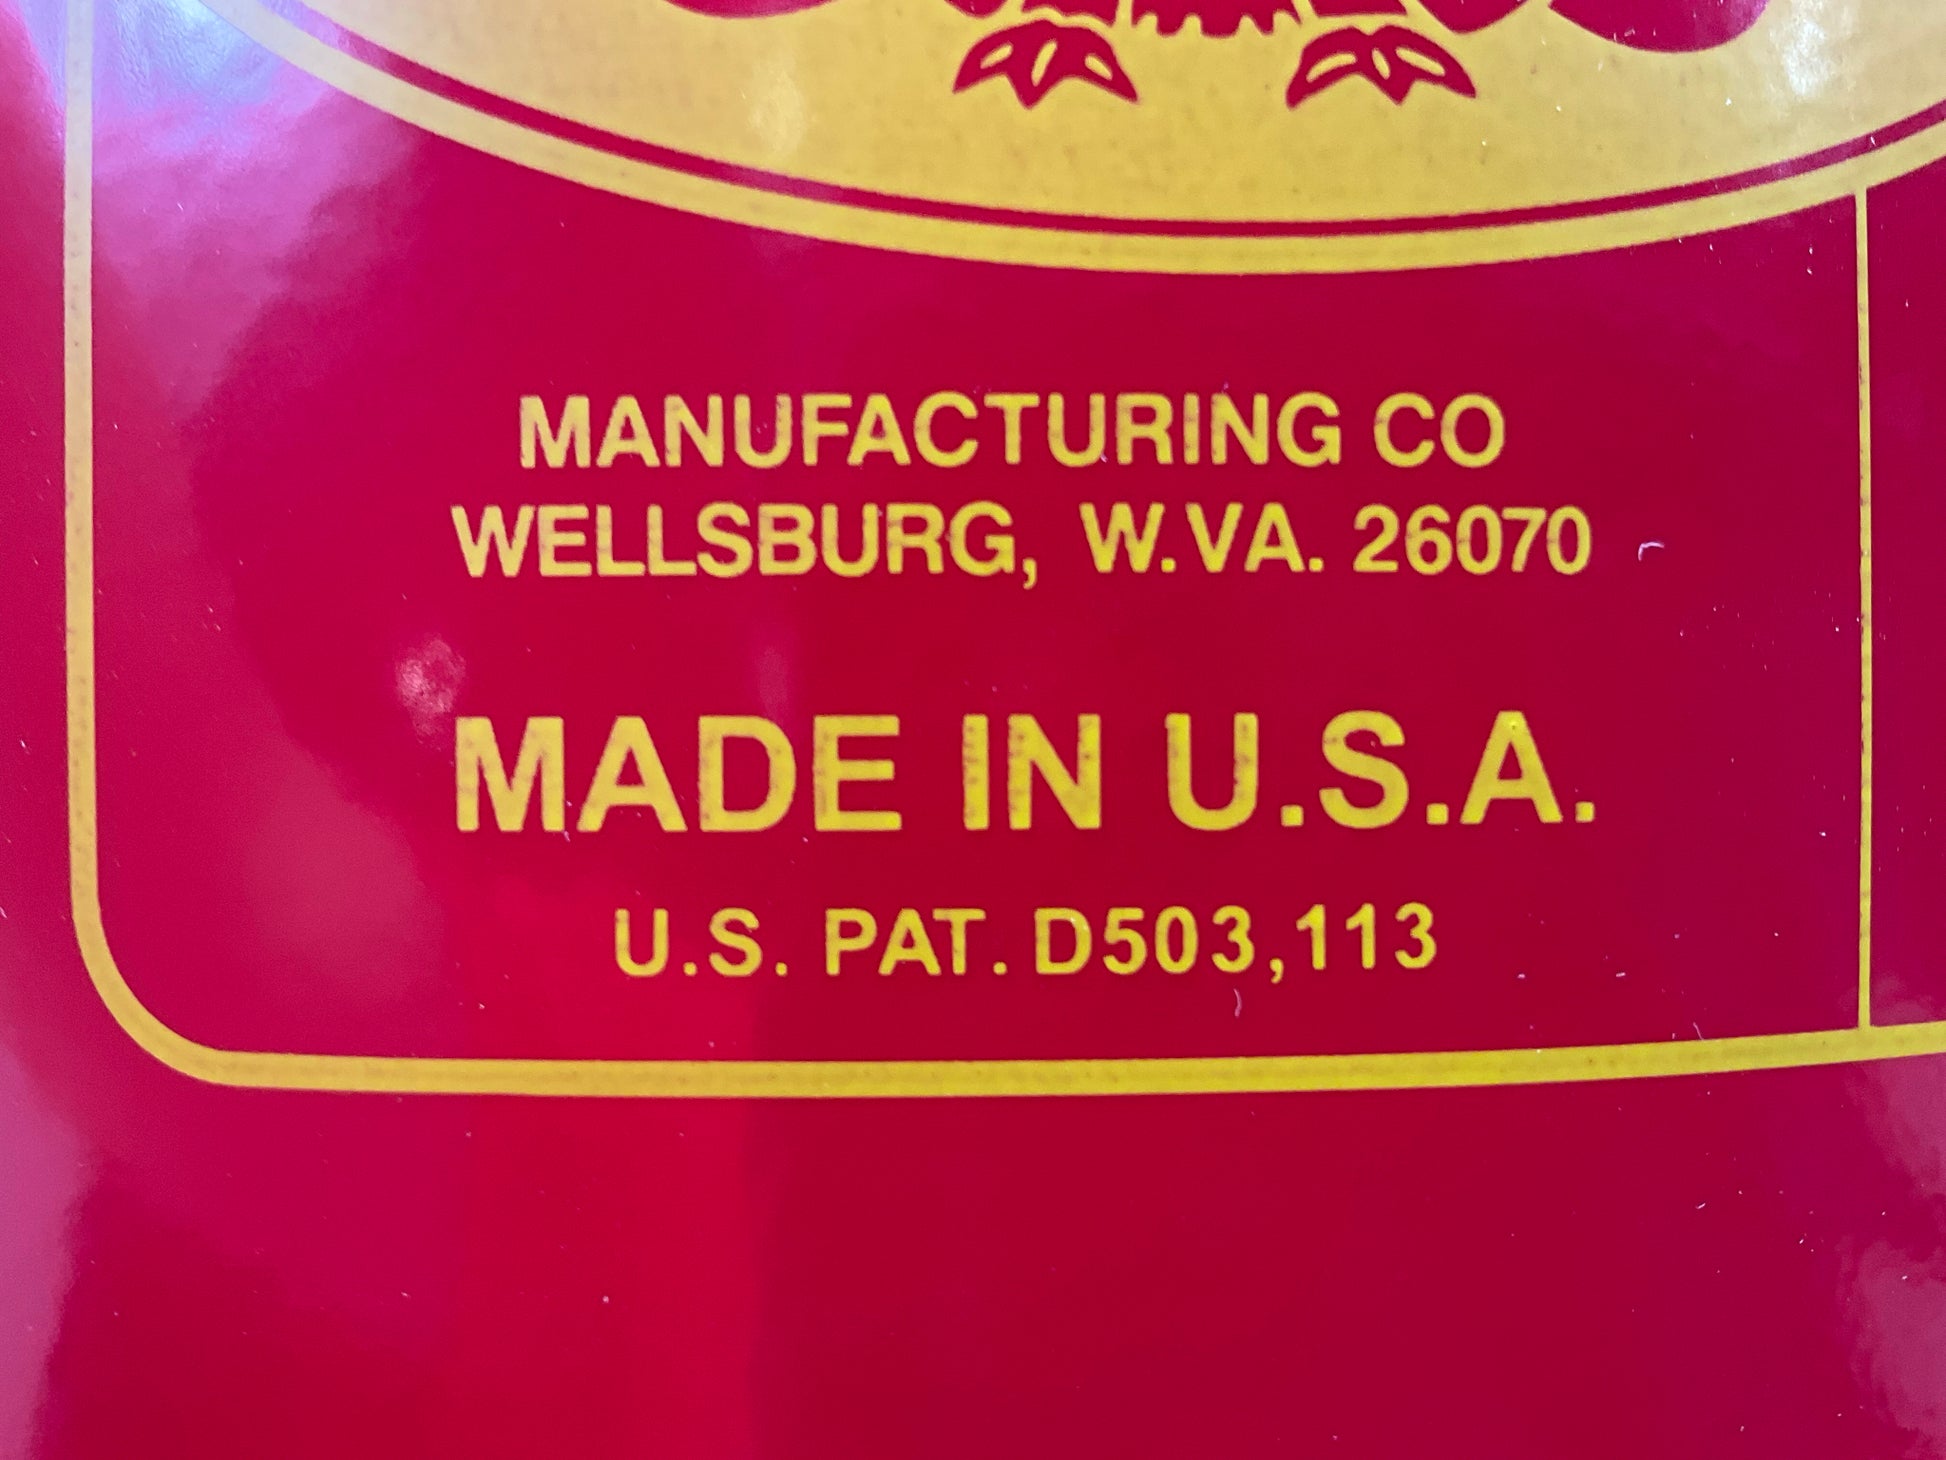 MANUFACTURING CO
WELLSBURG, W.VA. 26070
MADE IN U.S.A.
U.S. PAT. D503,113